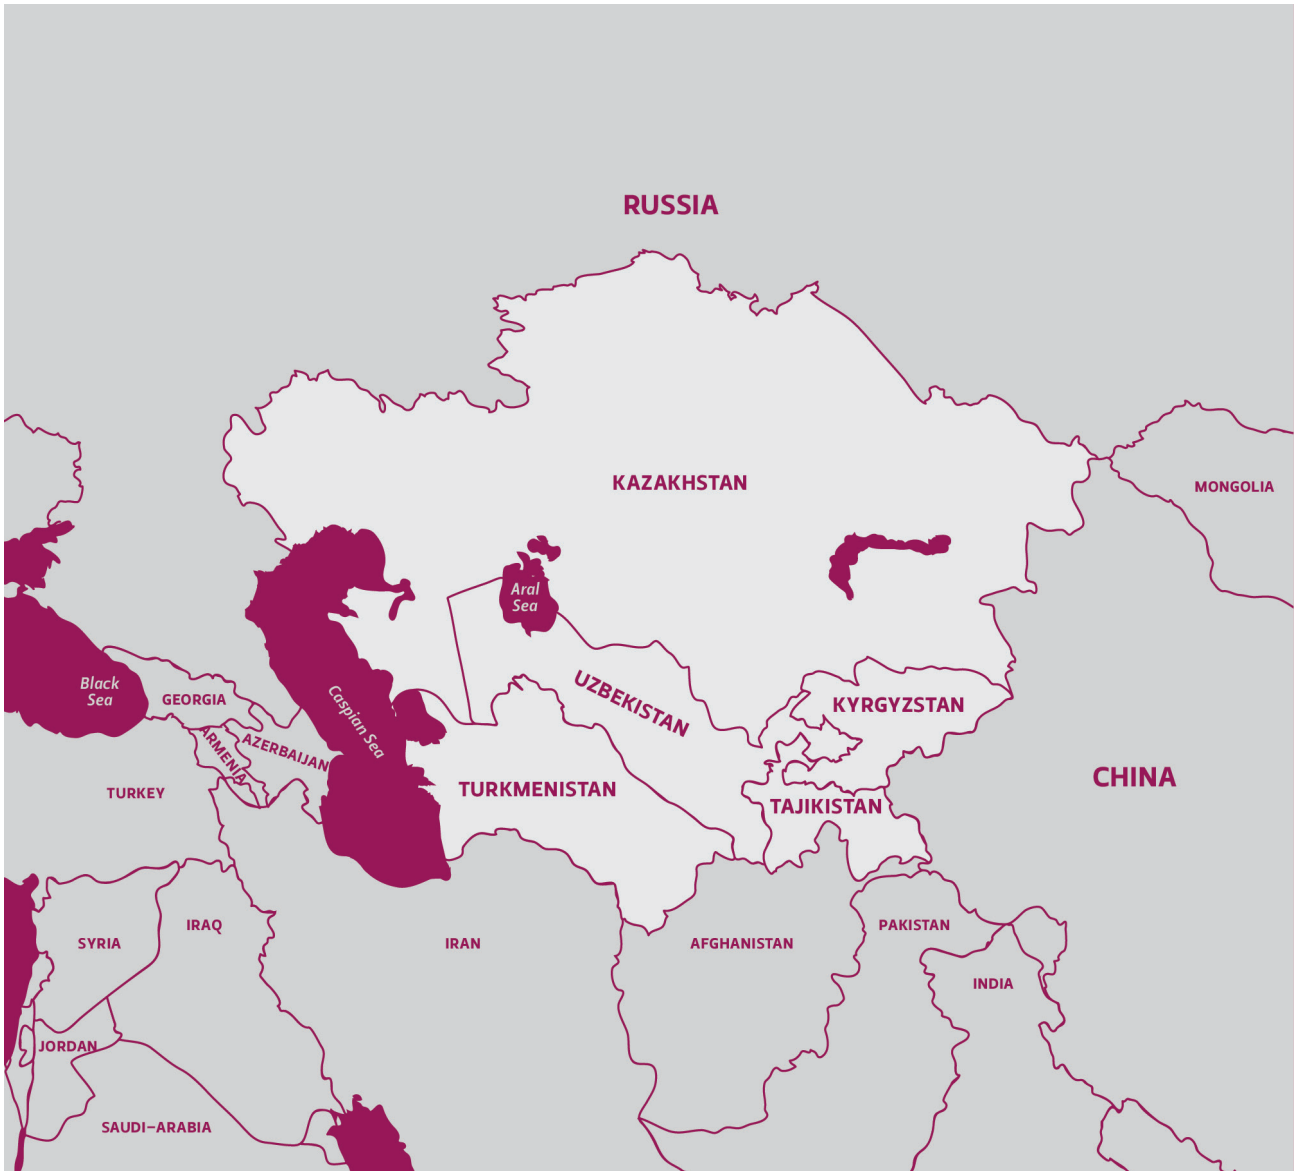 RUSSIA
KAZAKHSTAN
MONGOLIA
Aral
Sea
Black
Sea
GEORGIA
Caspian Sea
UZBEKISTAN
KYRGYZSTAN
ARMENIA
AZERBAIJAN
TURKEY
TURKMENISTAN
TAJIKISTAN
CHINA
SYRIA
IRAQ
IRAN
AFGHANISTAN
PAKISTAN
INDIA
JORDAN
SAUDI–ARABIA